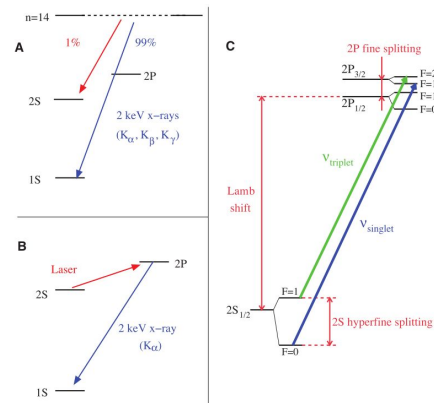 n=14
A
1%
99%
2P
2S
2 keV x−rays
(Kα, Kβ, Kγ)
1S
B
Laser
2P
2S
2 keV x−ray
(Kα)
1S
C
2P fine splitting
2P3/2
2P1/2
F=1
F=1
νtriplet
Lamb
shift
νsinglet
F=1
2S1/2
2S hyperfine splitting
F=0